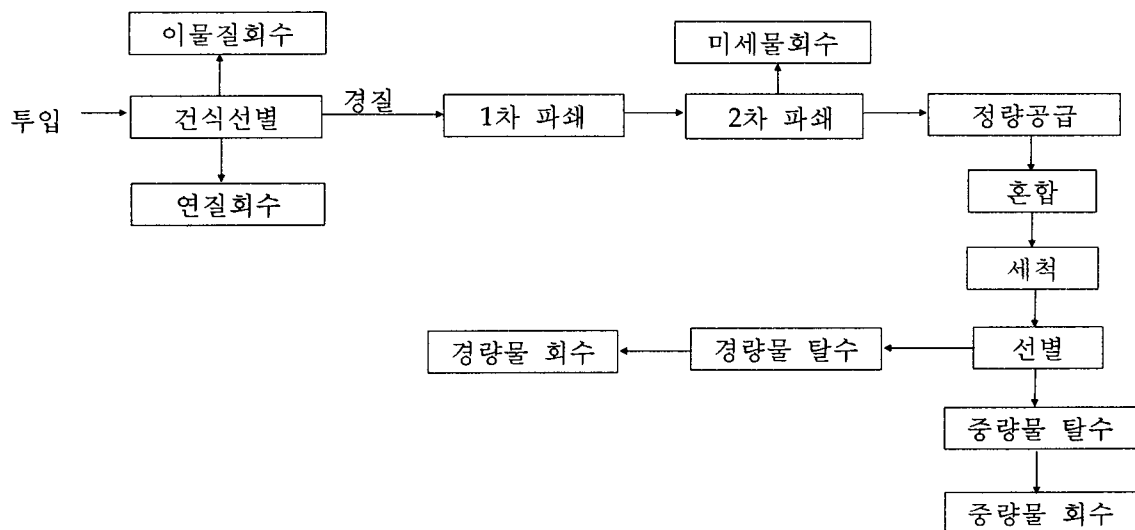 이물질회수
미세물회수
투입
건식선별
경질
1차 파쇄
2차 파쇄
정량공급
연질회수
혼합
세척
경량물 회수
경량물 탈수
선별
중량물 탈수
중량물 회수